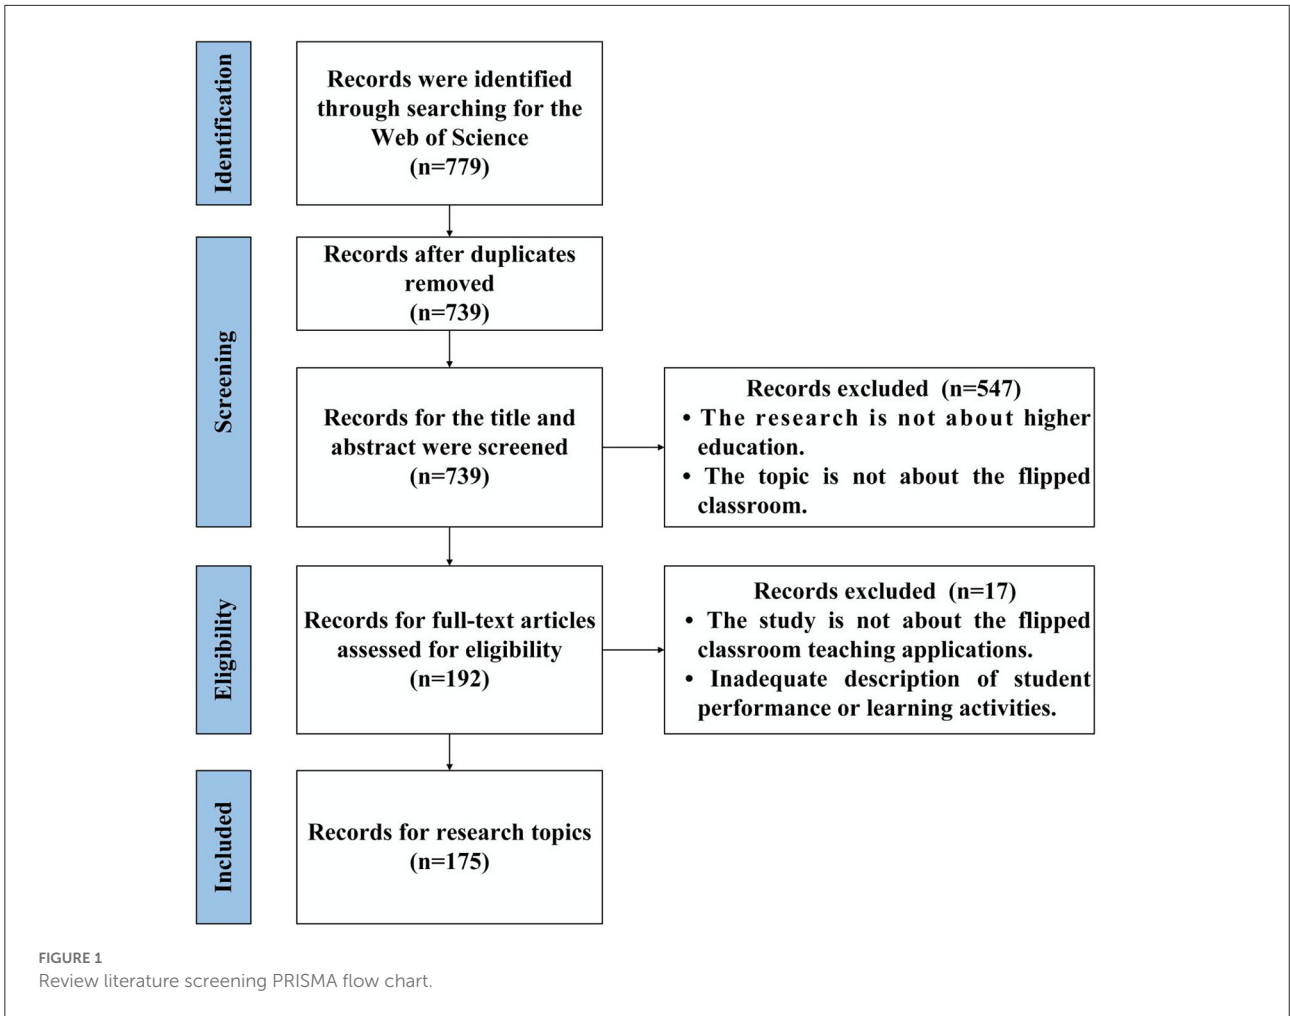 Identification
Records were identified
through searching for the
Web of Science
(n=779)
Screening
Records after duplicates
removed
(n=739)
Records for the title and
abstract were screened
(n=739)
Records excluded (n=547)
• The research is not about higher
education.
• The topic is not about the flipped
classroom.
Eligibility
Records for full-text articles
assessed for eligibility
(n=192)
Records excluded (n=17)
• The study is not about the flipped
classroom teaching applications.
• Inadequate description of student
performance or learning activities.
Included
Records for research topics
(n=175)
FIGURE 1
Review literature screening PRISMA flow chart.